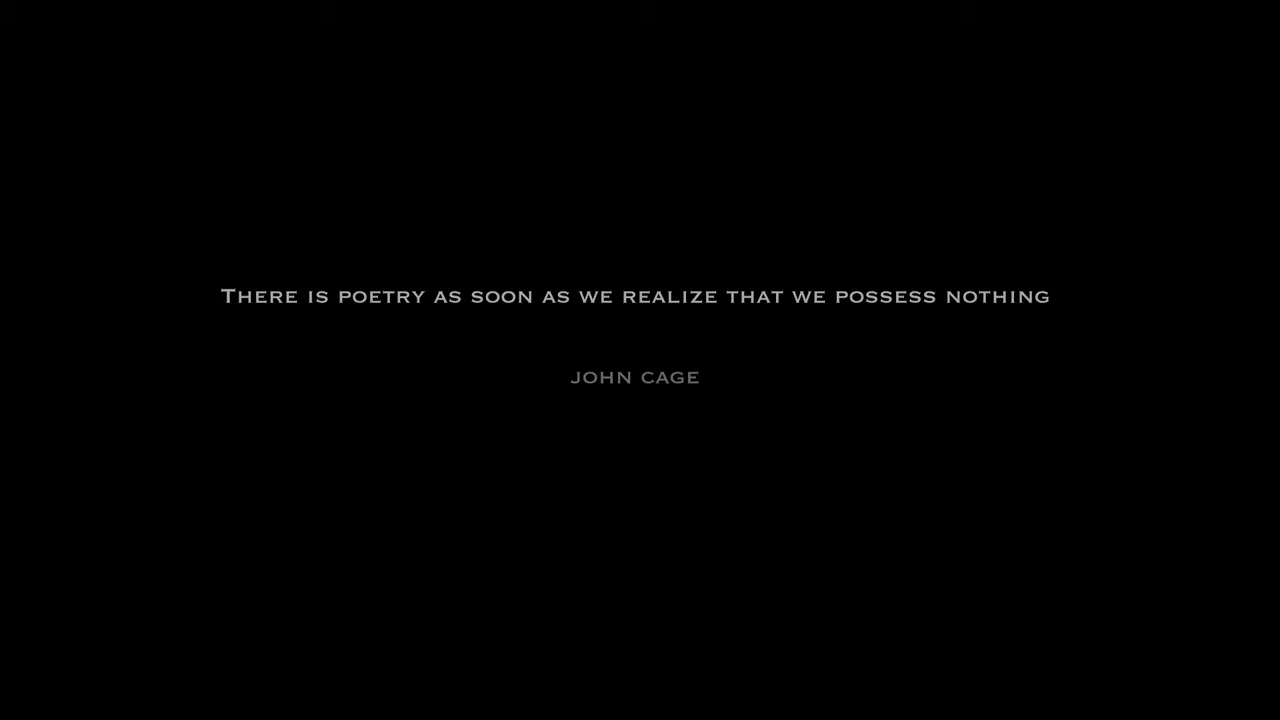 There is poetry as soon as we realize that we possess nothing
John Cage